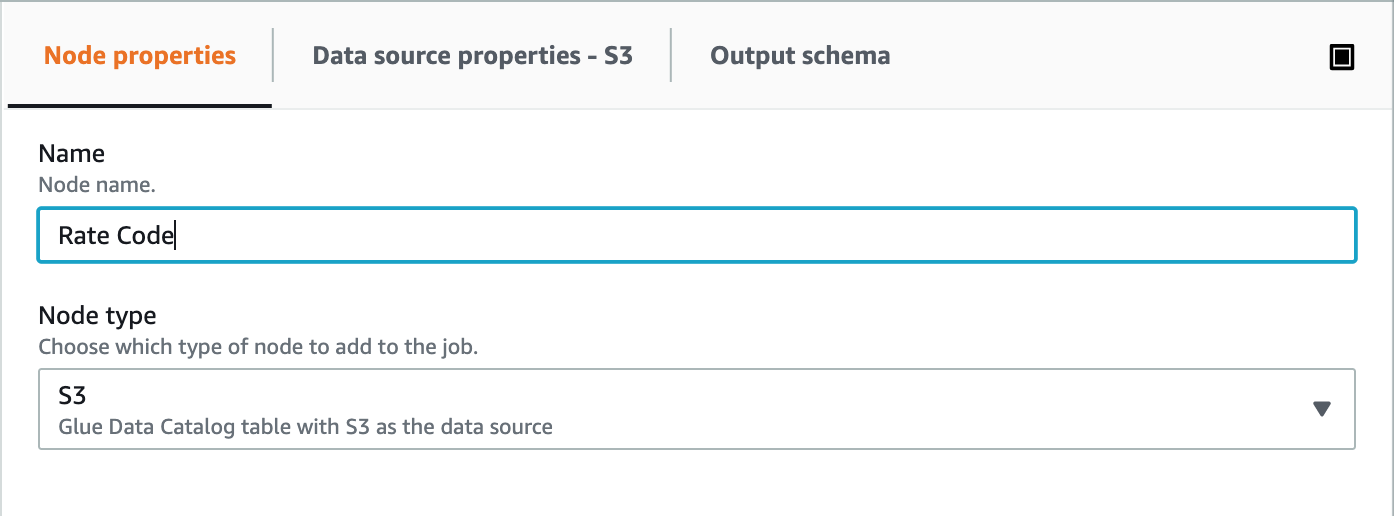 Node properties
Data source properties - S3
Output schema
Name
Node name.
Rate Code
Node type
Choose which type of node to add to the job.
S3
Glue Data Catalog table with S3 as the data source